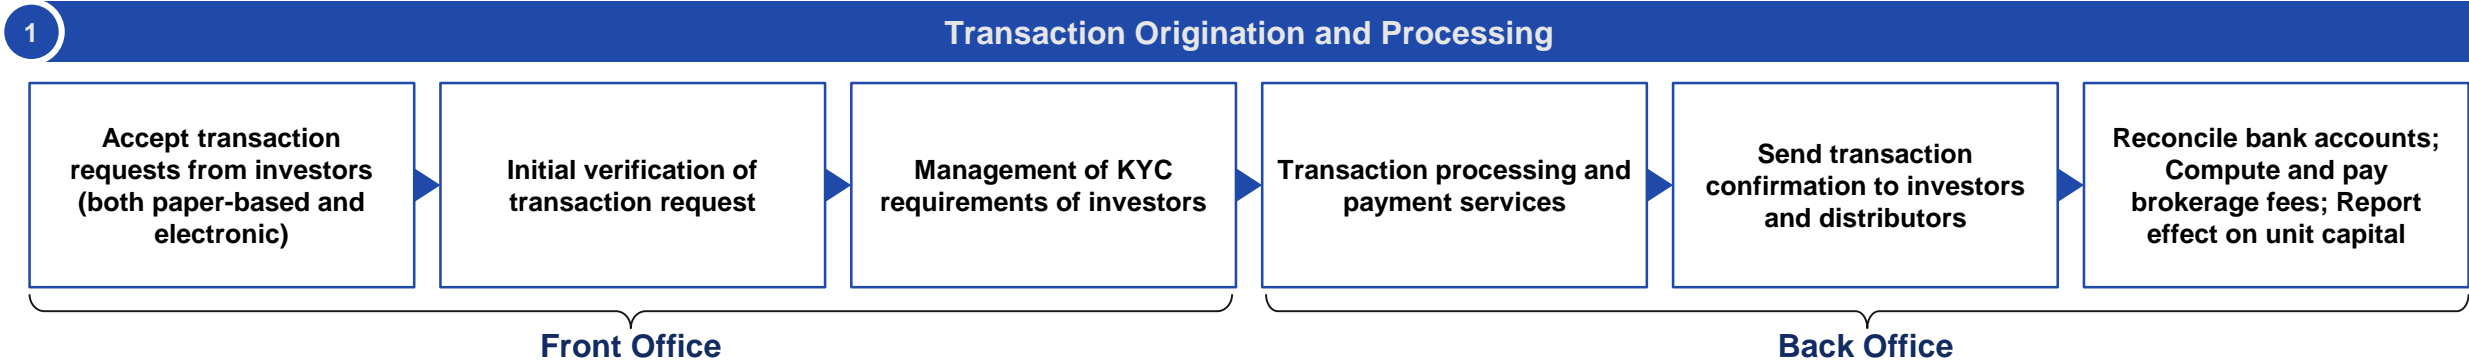 1
Transaction Origination and Processing
Accept transaction
requests from investors
(both paper-based and
electronic)
Initial verification of
transaction request
Management of KYC
requirements of investors
Transaction processing and
payment services
Send transaction
confirmation to investors
and distributors
Reconcile bank accounts;
Compute and pay
brokerage fees; Report
effect on unit capital
Front Office
Back Office